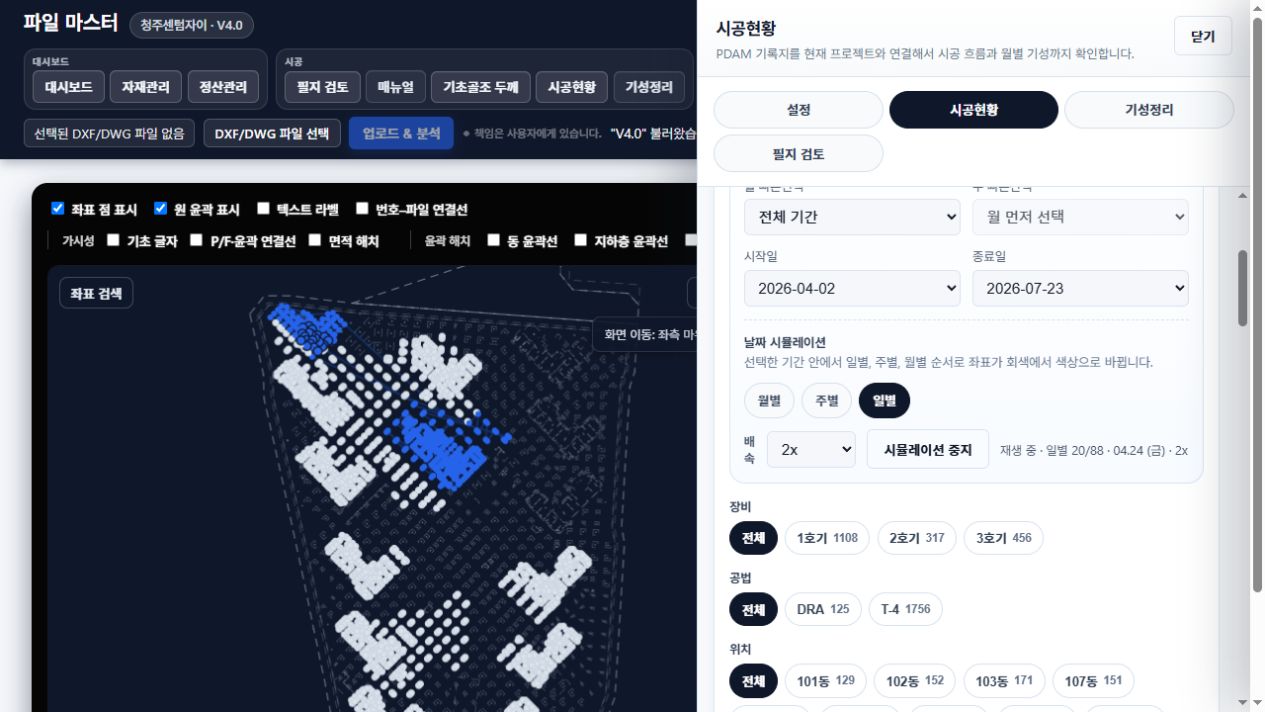 파일 마스터
청주센텀자이 · V4.0
대시보드
대시보드 자재관리 정산관리
시공
필지 검토 매뉴얼 기초골조 두께 시공현황 기성정리
선택된 DXF/DWG 파일 없음
DXF/DWG 파일 선택
업로드 & 분석
● 책임은 사용자에게 있습니다.
"V4.0" 불러왔습
좌표 점 표시 원 윤곽 표시 텍스트 라벨 번호–파일 연결선
가시성 기초 글자 P/F-윤곽 연결선 면적 해치 윤곽 해치 동 윤곽선 지하층 윤곽선
좌표 검색
화면 이동: 좌측 마우
시공현황
PDAM 기록지를 현재 프로젝트와 연결해서 시공 흐름과 월별 기성까지 확인합니다.
닫기
설정 시공현황 기성정리
필지 검토
전체 기간 월 먼저 선택
시작일 종료일
2026-04-02 2026-07-23
날짜 시뮬레이션
선택한 기간 안에서 일별, 주별, 월별 순서로 좌표가 회색에서 색상으로 바뀝니다.
월별 주별 일별
배속 2x 시뮬레이션 중지 재생 중 · 일별 20/88 · 04.24 (금) · 2x
장비
전체 1호기 1108 2호기 317 3호기 456
공법
전체 DRA 125 T-4 1756
위치
전체 101동 129 102동 152 103동 171 107동 151